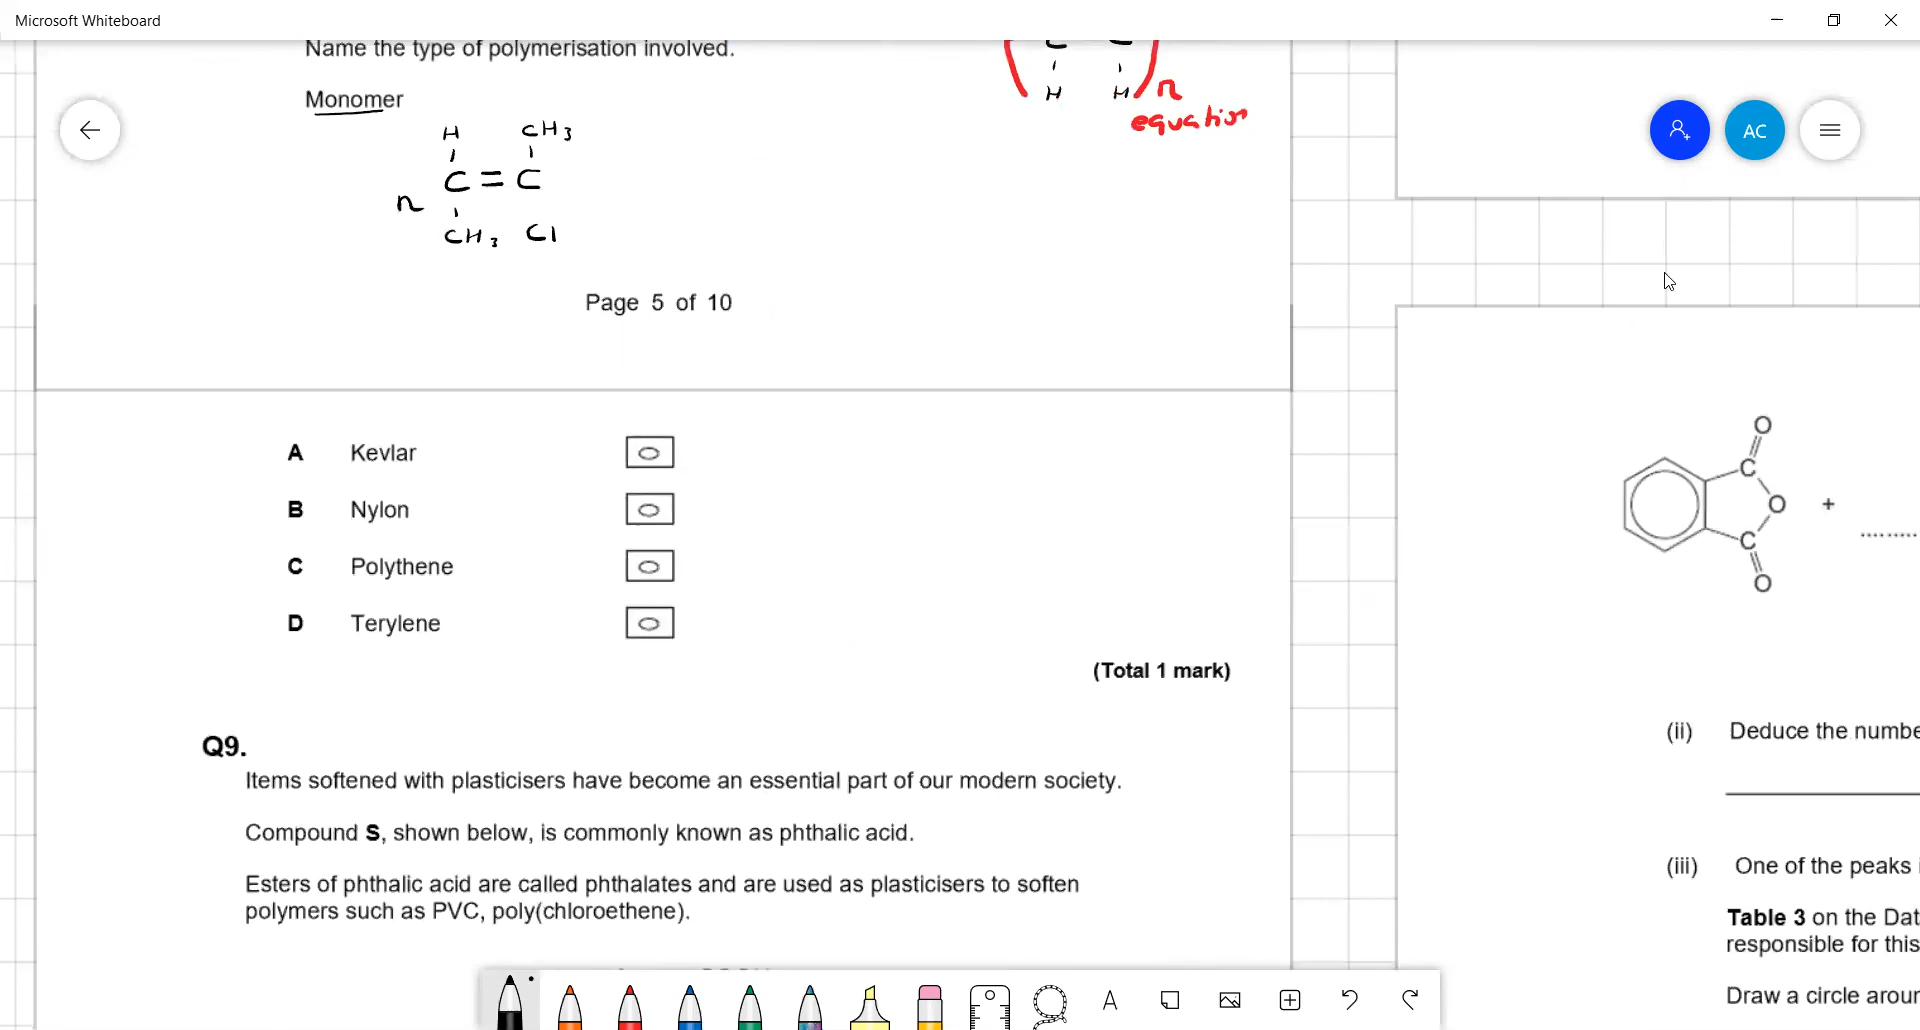 Microsoft Whiteboard
Name the type of polymerisation involved.
C C
H H
n
equation
Monomer
H CH3
C = C
n
CH3 Cl
AC
Page 5 of 10
A Kevlar
B Nylon
C Polythene
D Terylene
(Total 1 mark)
Q9.
Items softened with plasticisers have become an essential part of our modern society.
Compound S, shown below, is commonly known as phthalic acid.
Esters of phthalic acid are called phthalates and are used as plasticisers to soften
polymers such as PVC, poly(chloroethene).
O
C
O +
C
O
..........
(ii) Deduce the numbe
(iii) One of the peaks i
Table 3 on the Dat
responsible for this
Draw a circle arour
A